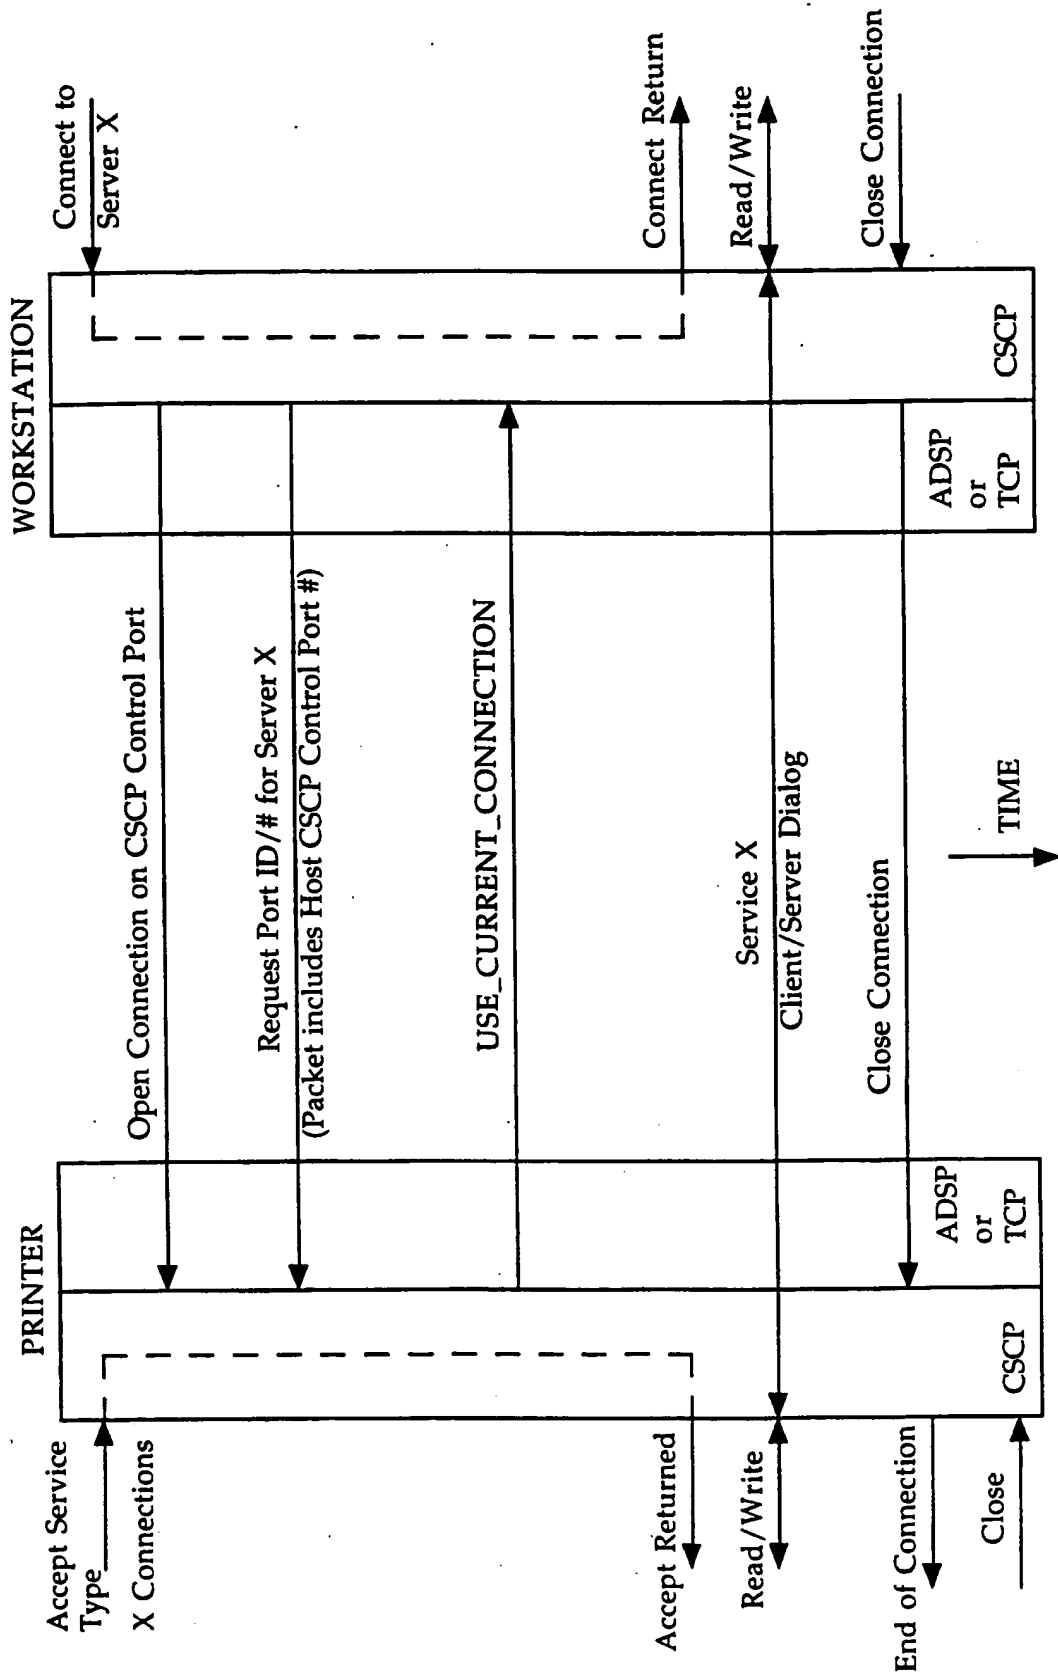 PRINTER
WORKSTATION
Accept Service
Type
X Connections
Connect to
Server X
Open Connection on CSCP Control Port
Request Port ID/# for Server X
(Packet includes Host CSCP Control Port #)
USE_CURRENT_CONNECTION
Accept Returned
Connect Return
Read/Write
Service X
Client/Server Dialog
Read/Write
End of Connection
Close Connection
Close Connection
Close
CSCP
ADSP
or
TCP
ADSP
or
TCP
CSCP
TIME